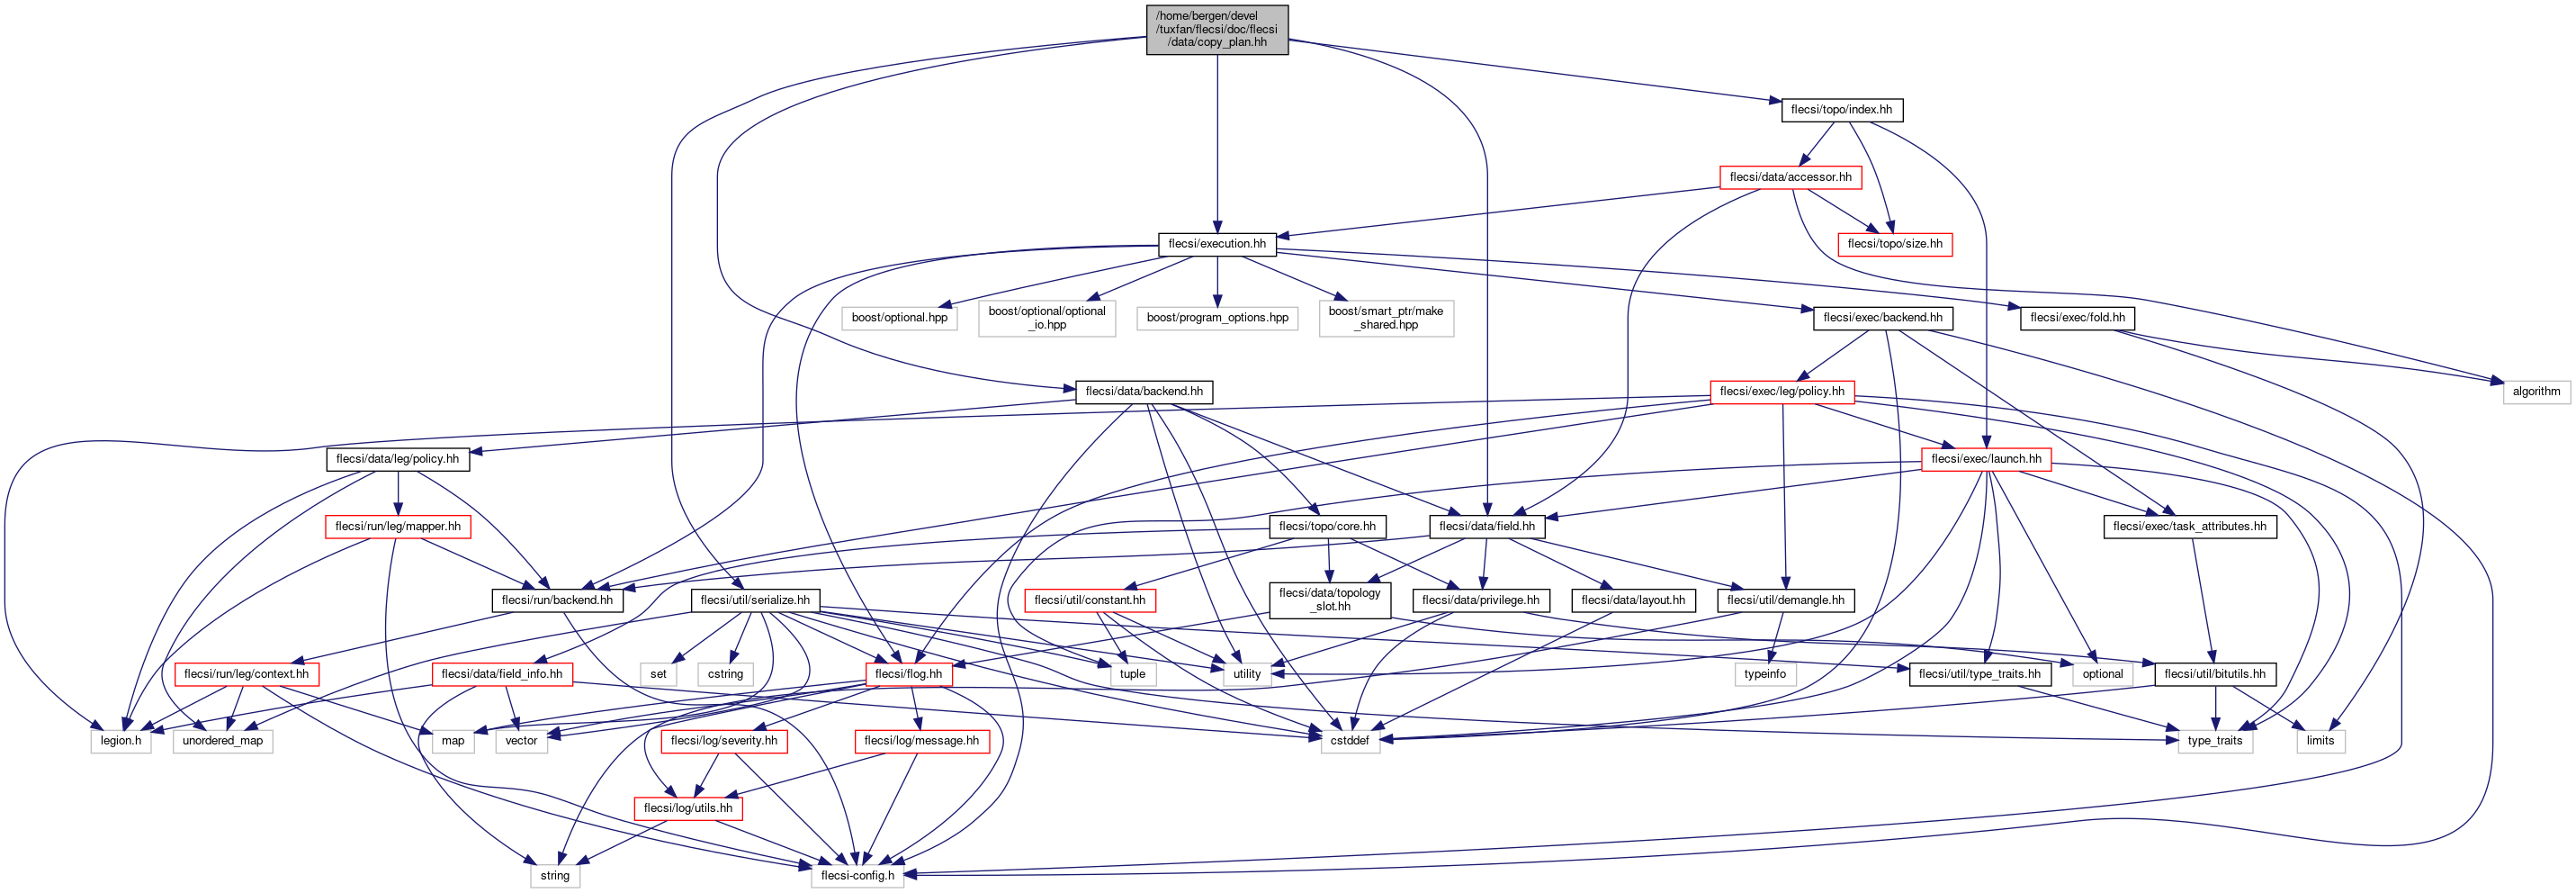 /home/bergen/devel
/tuxfan/flecsi/doc/flecsi
/data/copy_plan.hh
flecsi/topo/index.hh
flecsi/data/accessor.hh
flecsi/execution.hh
flecsi/topo/size.hh
boost/optional.hpp
boost/optional/optional
_io.hpp
boost/program_options.hpp
boost/smart_ptr/make
_shared.hpp
flecsi/exec/backend.hh
flecsi/exec/fold.hh
flecsi/data/backend.hh
flecsi/exec/leg/policy.hh
algorithm
flecsi/data/leg/policy.hh
flecsi/exec/launch.hh
flecsi/run/leg/mapper.hh
flecsi/topo/core.hh
flecsi/data/field.hh
flecsi/exec/task_attributes.hh
flecsi/run/backend.hh
flecsi/util/serialize.hh
flecsi/util/constant.hh
flecsi/data/topology
_slot.hh
flecsi/data/privilege.hh
flecsi/data/layout.hh
flecsi/util/demangle.hh
flecsi/run/leg/context.hh
flecsi/data/field_info.hh
set
cstring
flecsi/flog.hh
tuple
utility
typeinfo
flecsi/util/type_traits.hh
optional
flecsi/util/bitutils.hh
legion.h
unordered_map
map
vector
flecsi/log/severity.hh
flecsi/log/message.hh
cstddef
type_traits
limits
flecsi/log/utils.hh
string
flecsi-config.h